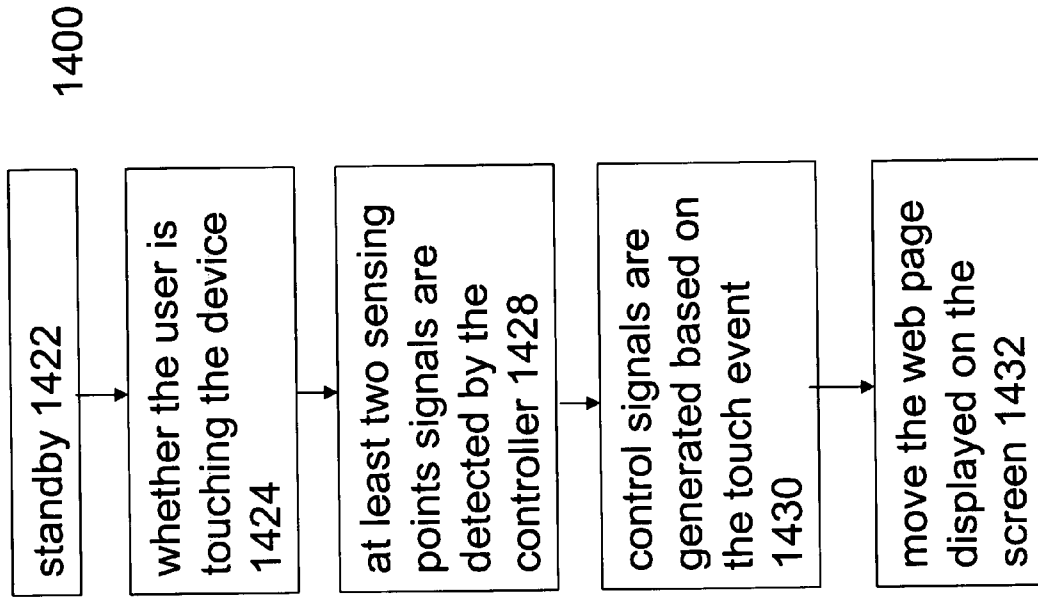 1400
standby 1422
whether the user is
touching the device
1424
at least two sensing
points signals are
detected by the
controller 1428
control signals are
generated based on
the touch event
1430
move the web page
displayed on the
screen 1432